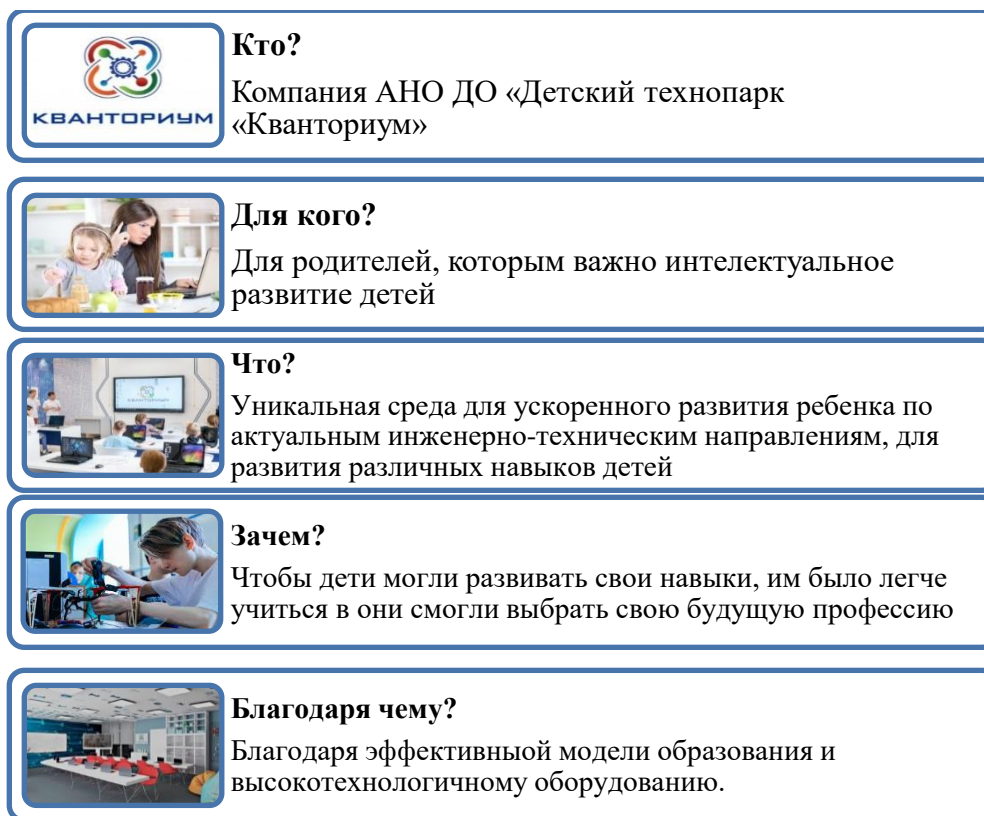 КВАНТОРИУМ
Кто?
Компания АНО ДО «Детский технопарк
«Кванториум»
Для кого?
Для родителей, которым важно интелектуальное
развитие детей
Что?
КВАНТОРИУМ
Уникальная среда для ускоренного развития ребенка по
актуальным инженерно-техническим направлениям, для
развития различных навыков детей
Зачем?
Чтобы дети могли развивать свои навыки, им было легче
учиться в они смогли выбрать свою будущую профессию
Благодаря чему?
Благодаря эффективныой модели образования и
высокотехнологичному оборудованию.